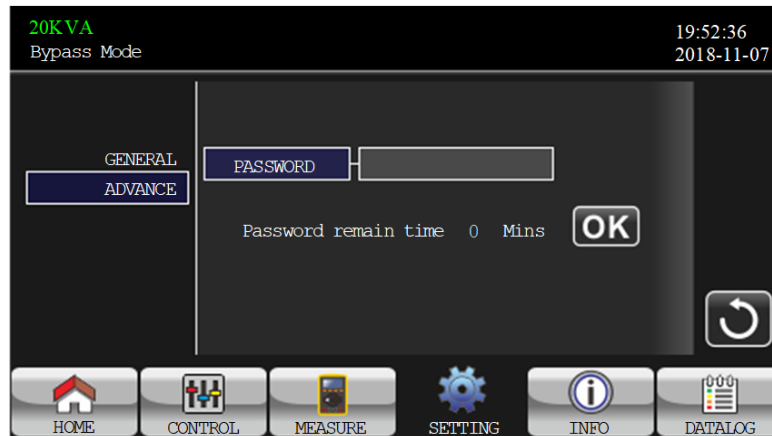 20KVA
19:52:36
Bypass Mode
2018-11-07
GENERAL
PASSWORD
ADVANCE
Password remain time 0 Mins
OK
HOME
CONTROL
MEASURE
SETTING
INFO
DATALOG